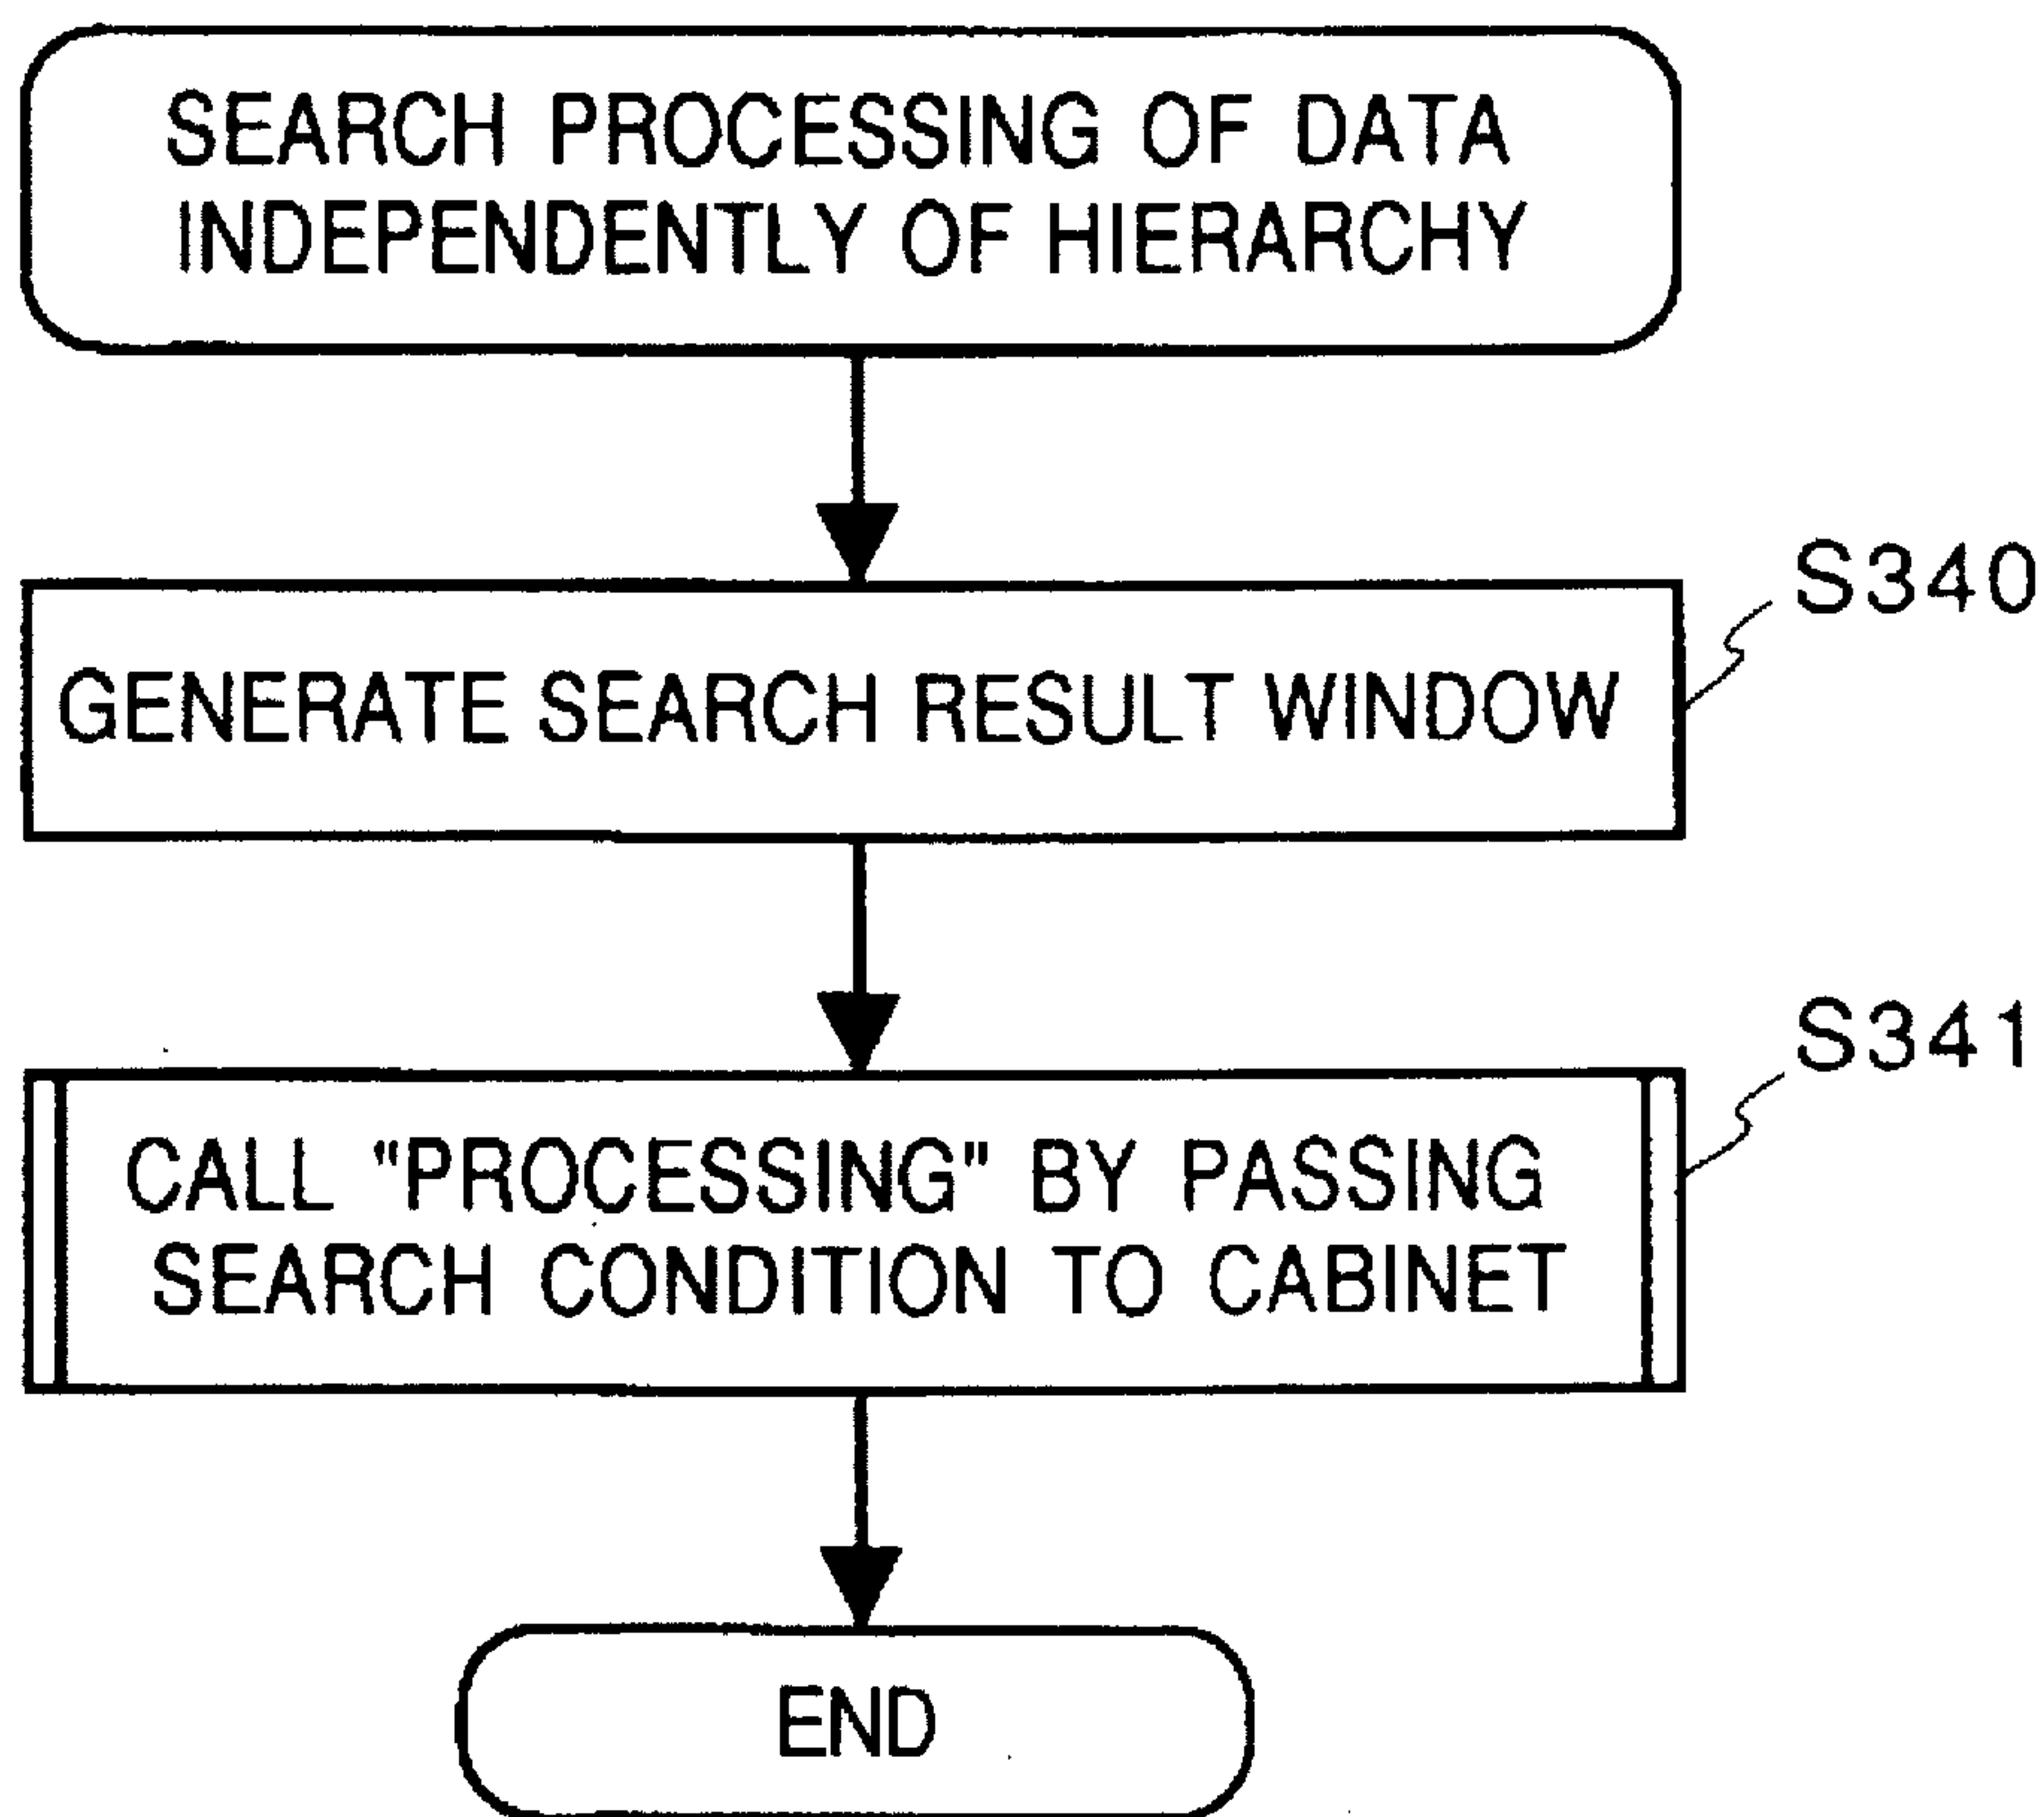 SEARCH PROCESSING OF DATA
INDEPENDENTLY OF HIERARCHY
S340
GENERATE SEARCH RESULT WINDOW
S341
CALL "PROCESSING" BY PASSING
SEARCH CONDITION TO CABINET
END